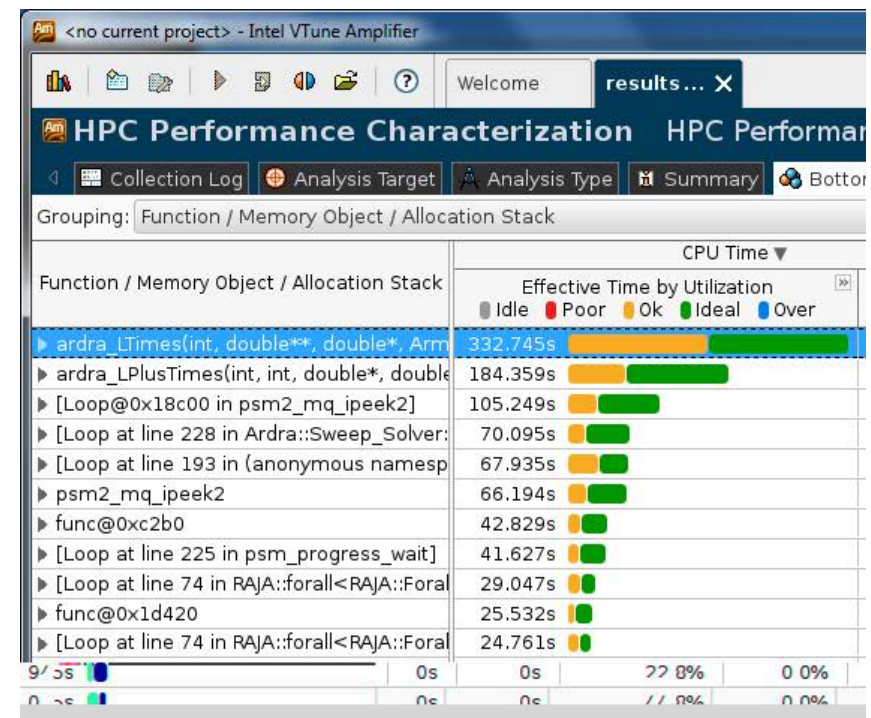 <no current project> - Intel VTune Amplifier
Welcome results... X
HPC Performance Characterization HPC Performa
Collection Log Analysis Target Analysis Type Summary Botto
Grouping: Function / Memory Object / Allocation Stack
CPU Time
Function / Memory Object / Allocation Stack
Effective Time by Utilization
Idle Poor Ok Ideal Over
ardra_LTimes(int, double**, double*, Arm 332.745s
ardra_LPlusTimes(int, int, double*, double 184.359s
[Loop@0x18c00 in psm2_mq_ipeek2] 105.249s
[Loop at line 228 in Ardra::Sweep_Solver: 70.095s
[Loop at line 193 in (anonymous namesp 67.935s
psm2_mq_ipeek2 66.194s
func@0xc2b0 42.829s
[Loop at line 225 in psm_progress_wait] 41.627s
[Loop at line 74 in RAJA::forall<RAJA::Foral 29.047s
func@0x1d420 25.532s
[Loop at line 74 in RAJA::forall<RAJA::Foral 24.761s
0s 0s 22.8% 0.0%